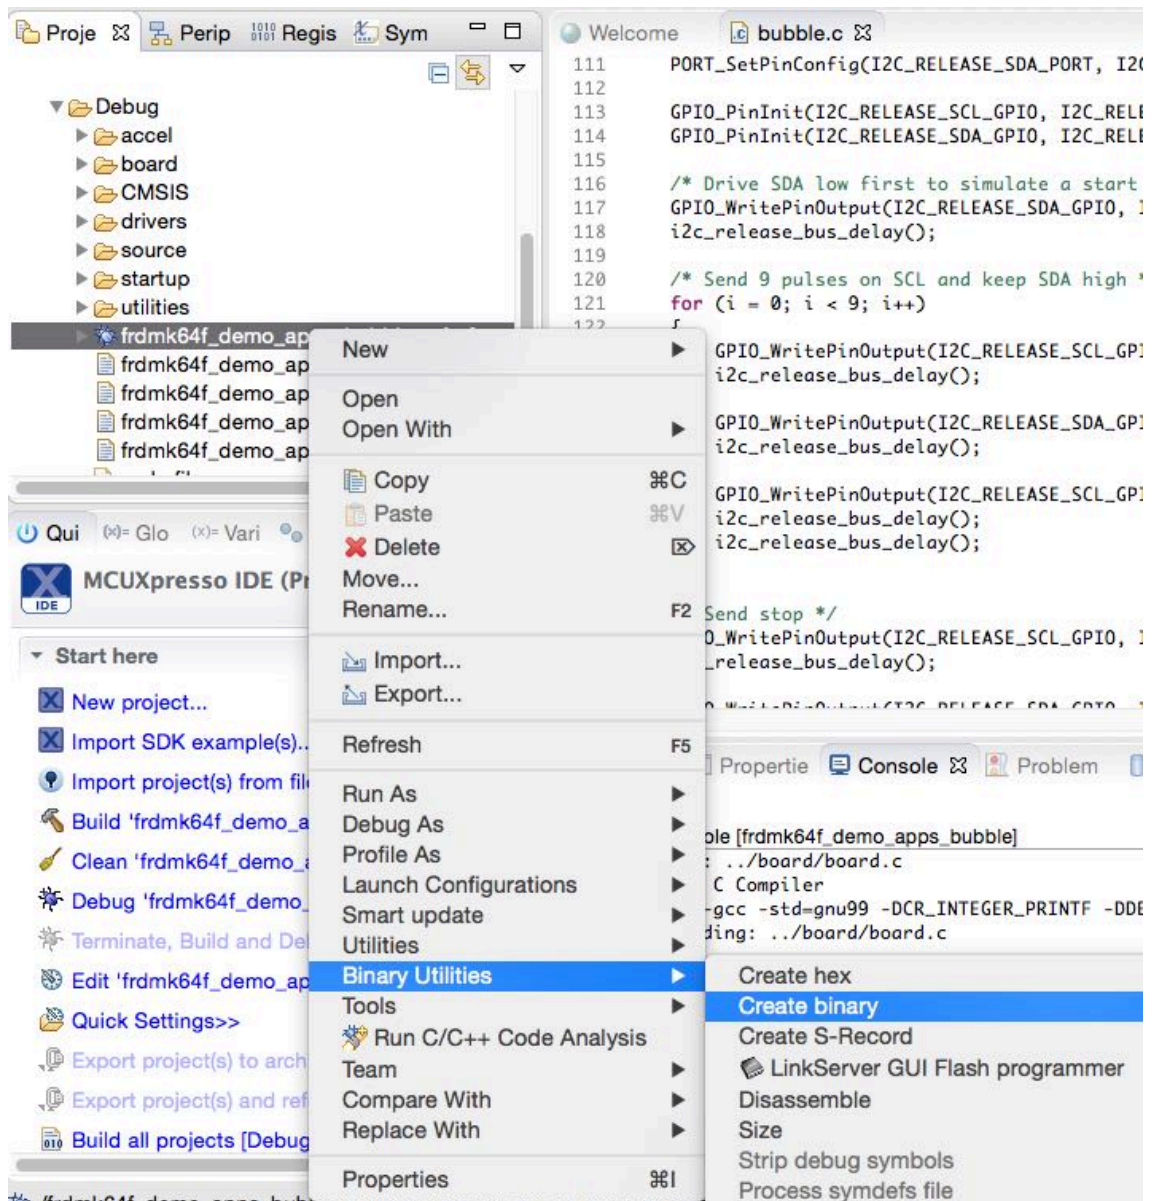 Proje Perip Regis Sym
Debug
accel
board
CMSIS
drivers
source
startup
utilities
frdmk64f_demo_ap
frdmk64f_demo_ap
frdmk64f_demo_ap
frdmk64f_demo_ap
frdmk64f_demo_ap
Welcome bubble.c
111 PORT_SetPinConfig(I2C_RELEASE_SDA_PORT, I2C
112
113 GPIO_PinInit(I2C_RELEASE_SCL_GPIO, I2C_RELE
114 GPIO_PinInit(I2C_RELEASE_SDA_GPIO, I2C_RELE
115
116 /* Drive SDA low first to simulate a start
117 GPIO_WritePinOutput(I2C_RELEASE_SDA_GPIO, I
118 i2c_release_bus_delay();
119
120 /* Send 9 pulses on SCL and keep SDA high *
121 for (i = 0; i < 9; i++)
122 {
GPIO_WritePinOutput(I2C_RELEASE_SCL_GPI
i2c_release_bus_delay();
GPIO_WritePinOutput(I2C_RELEASE_SDA_GPI
i2c_release_bus_delay();
GPIO_WritePinOutput(I2C_RELEASE_SCL_GPI
i2c_release_bus_delay();
i2c_release_bus_delay();
Send stop */
O_WritePinOutput(I2C_RELEASE_SCL_GPIO, I
_release_bus_delay();
Qui (x)= Glo (x)= Vari
IDE
MCUXpresso IDE (Pr
Start here
New project...
Import SDK example(s)..
Import project(s) from file
Build 'frdmk64f_demo_a
Clean 'frdmk64f_demo_a
Debug 'frdmk64f_demo_
Terminate, Build and De
Edit 'frdmk64f_demo_ap
Quick Settings>>
Export project(s) to arch
Export project(s) and ref
Build all projects [Debug
New
Open
Open With
Copy ⌘C
Paste ⌘V
Delete ⌦
Move...
Rename... F2
Import...
Export...
Refresh F5
Run As
Debug As
Profile As
Launch Configurations
Smart update
Utilities
Binary Utilities
Tools
Run C/C++ Code Analysis
Team
Compare With
Replace With
Properties ⌘I
Propertie Console Problem
ole [frdmk64f_demo_apps_bubble]
: ../board/board.c
C Compiler
-gcc -std=gnu99 -DCR_INTEGER_PRINTF -DDE
ding: ../board/board.c
Create hex
Create binary
Create S-Record
LinkServer GUI Flash programmer
Disassemble
Size
Strip debug symbols
Process symdefs file